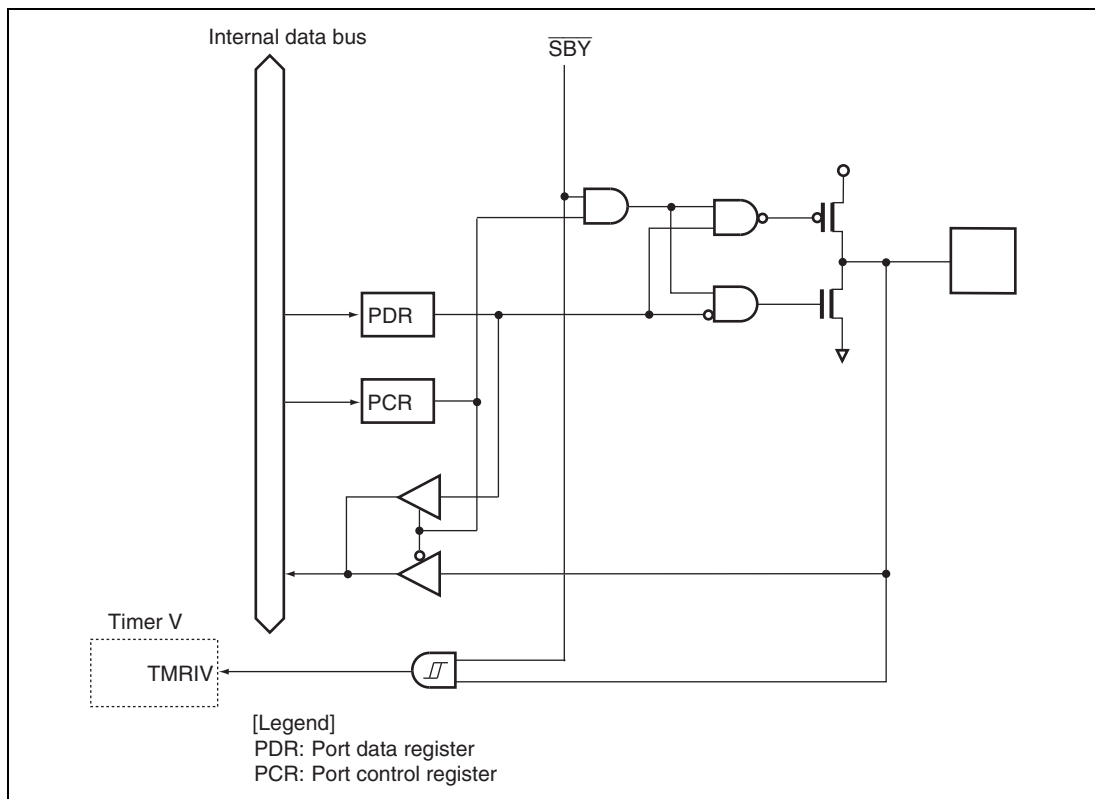 Internal data bus
SBY
PDR
PCR
Timer V
TMRIV
[Legend]
PDR: Port data register
PCR: Port control register